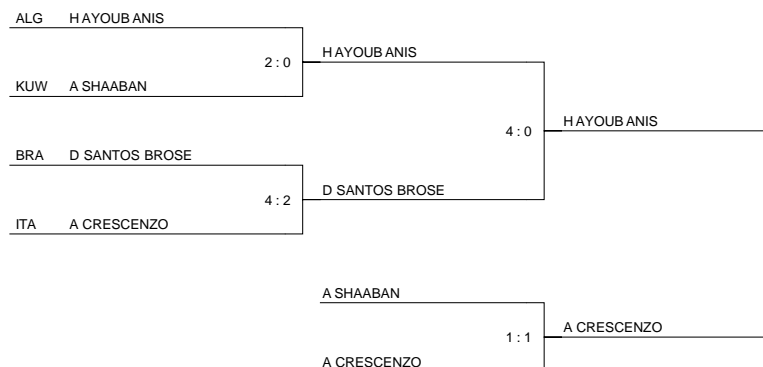 ALG H AYOUB ANIS
2 : 0 H AYOUB ANIS
KUW A SHAABAN
4 : 0 H AYOUB ANIS
BRA D SANTOS BROSE
4 : 2 D SANTOS BROSE
ITA A CRESCENZO
A SHAABAN
1 : 1 A CRESCENZO
A CRESCENZO